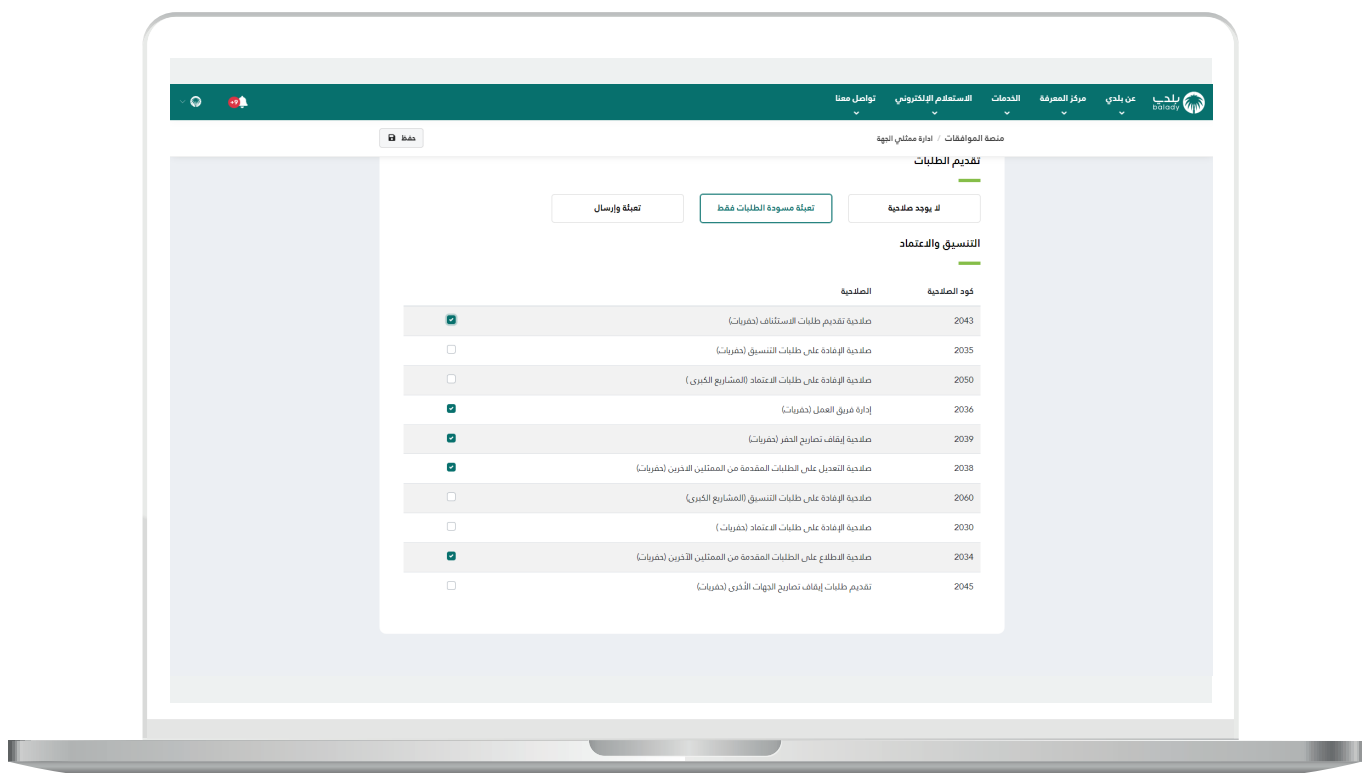 بلدي
balady
عن بلدي
مركز المعرفة
الخدمات
الاستعلام الإلكتروني
تواصل معنا
+9
منصة الموافقات / ادارة ممثلي الجهة
حفظ
تقديم الطلبات
لا يوجد صلاحية
تعبئة مسودة الطلبات فقط
تعبئة وإرسال
التنسيق والاعتماد
كود الصلاحية الصلاحية
2043 صلاحية تقديم طلبات الاستئناف (حفريات)
2035 صلاحية الإفادة على طلبات التنسيق (حفريات)
2050 صلاحية الإفادة على طلبات الاعتماد (المشاريع الكبرى )
2036 إدارة فريق العمل (حفريات)
2039 صلاحية إيقاف تصاريح الحفر (حفريات)
2038 صلاحية التعديل على الطلبات المقدمة من الممثلين الاخرين (حفريات)
2060 صلاحية الإفادة على طلبات التنسيق (المشاريع الكبرى)
2030 صلاحية الإفادة على طلبات الاعتماد (حفريات )
2034 صلاحية الاطلاع على الطلبات المقدمة من الممثلين الآخرين (حفريات)
2045 تقديم طلبات إيقاف تصاريح الجهات الأخرى (حفريات)